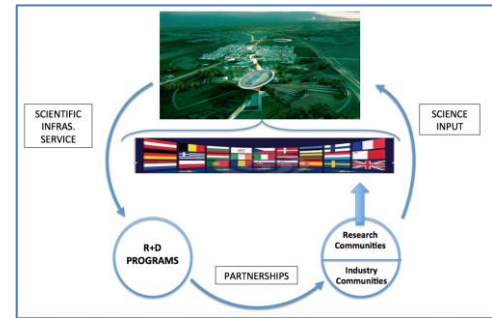 SCIENTIFIC
INFRAS.
SERVICE
SCIENCE
INPUT
R+D
PROGRAMS
PARTNERSHIPS
Research
Communities
Industry
Communities